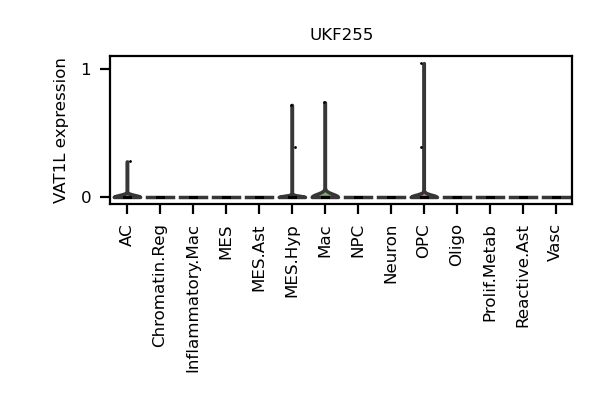 UKF255
VAT1L expression
1
0
AC
Chromatin.Reg
Inflammatory.Mac
MES
MES.Ast
MES.Hyp
Mac
NPC
Neuron
OPC
Oligo
Prolif.Metab
Reactive.Ast
Vasc